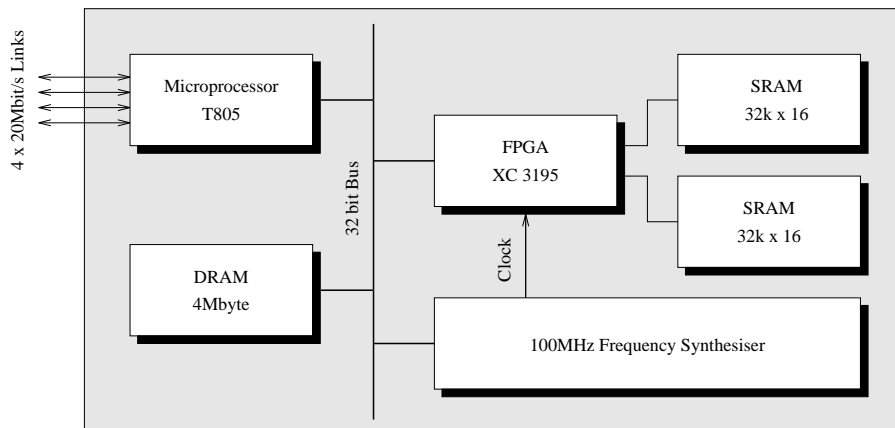 4 x 20Mbit/s Links
Microprocessor
T805
32 bit Bus
DRAM
4Mbyte
FPGA
XC 3195
Clock
SRAM
32k x 16
SRAM
32k x 16
100MHz Frequency Synthesiser